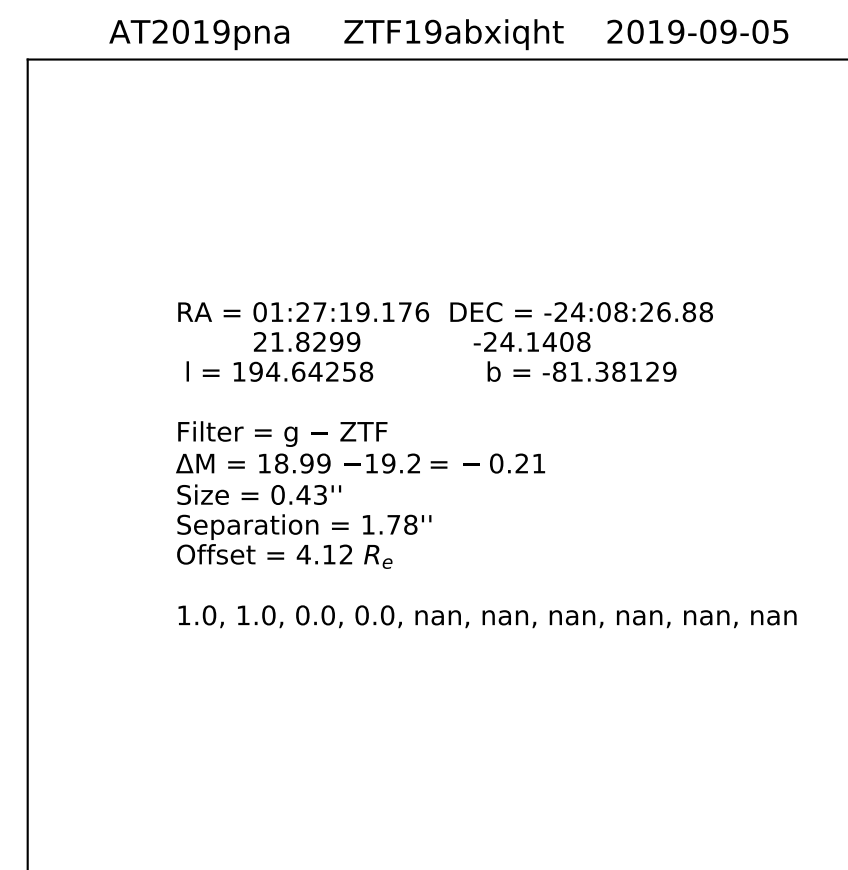 AT2019pna ZTF19abxiqht 2019-09-05
RA = 01:27:19.176 DEC = -24:08:26.88
21.8299 -24.1408
l = 194.64258 b = -81.38129
Filter = g − ZTF
ΔM = 18.99 −19.2 = − 0.21
Size = 0.43''
Separation = 1.78''
Offset = 4.12 Re
1.0, 1.0, 0.0, 0.0, nan, nan, nan, nan, nan, nan